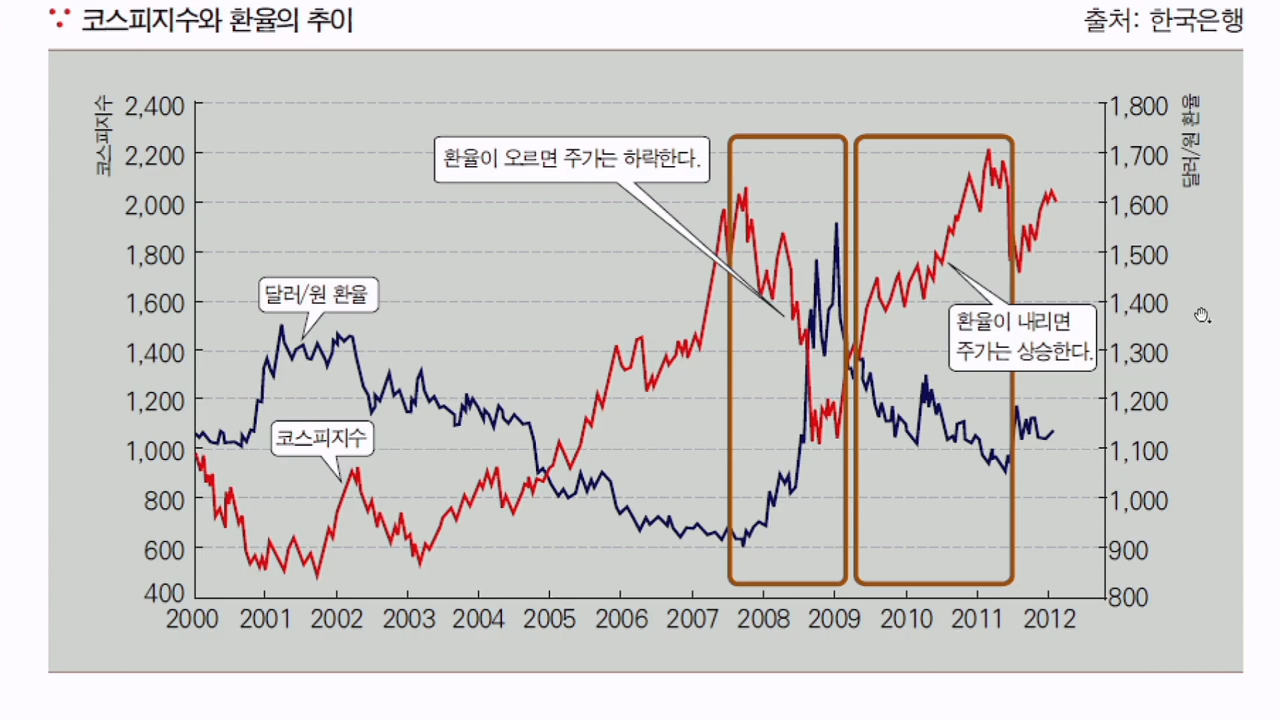 코스피지수와 환율의 추이
출처: 한국은행
코스피지수
달러/원 환율
2,400
2,200
2,000
1,800
1,600
1,400
1,200
1,000
800
600
400
1,800
1,700
1,600
1,500
1,400
1,300
1,200
1,100
1,000
900
800
환율이 오르면 주가는 하락한다.
달러/원 환율
코스피지수
환율이 내리면
주가는 상승한다.
2000 2001 2002 2003 2004 2005 2006 2007 2008 2009 2010 2011 2012